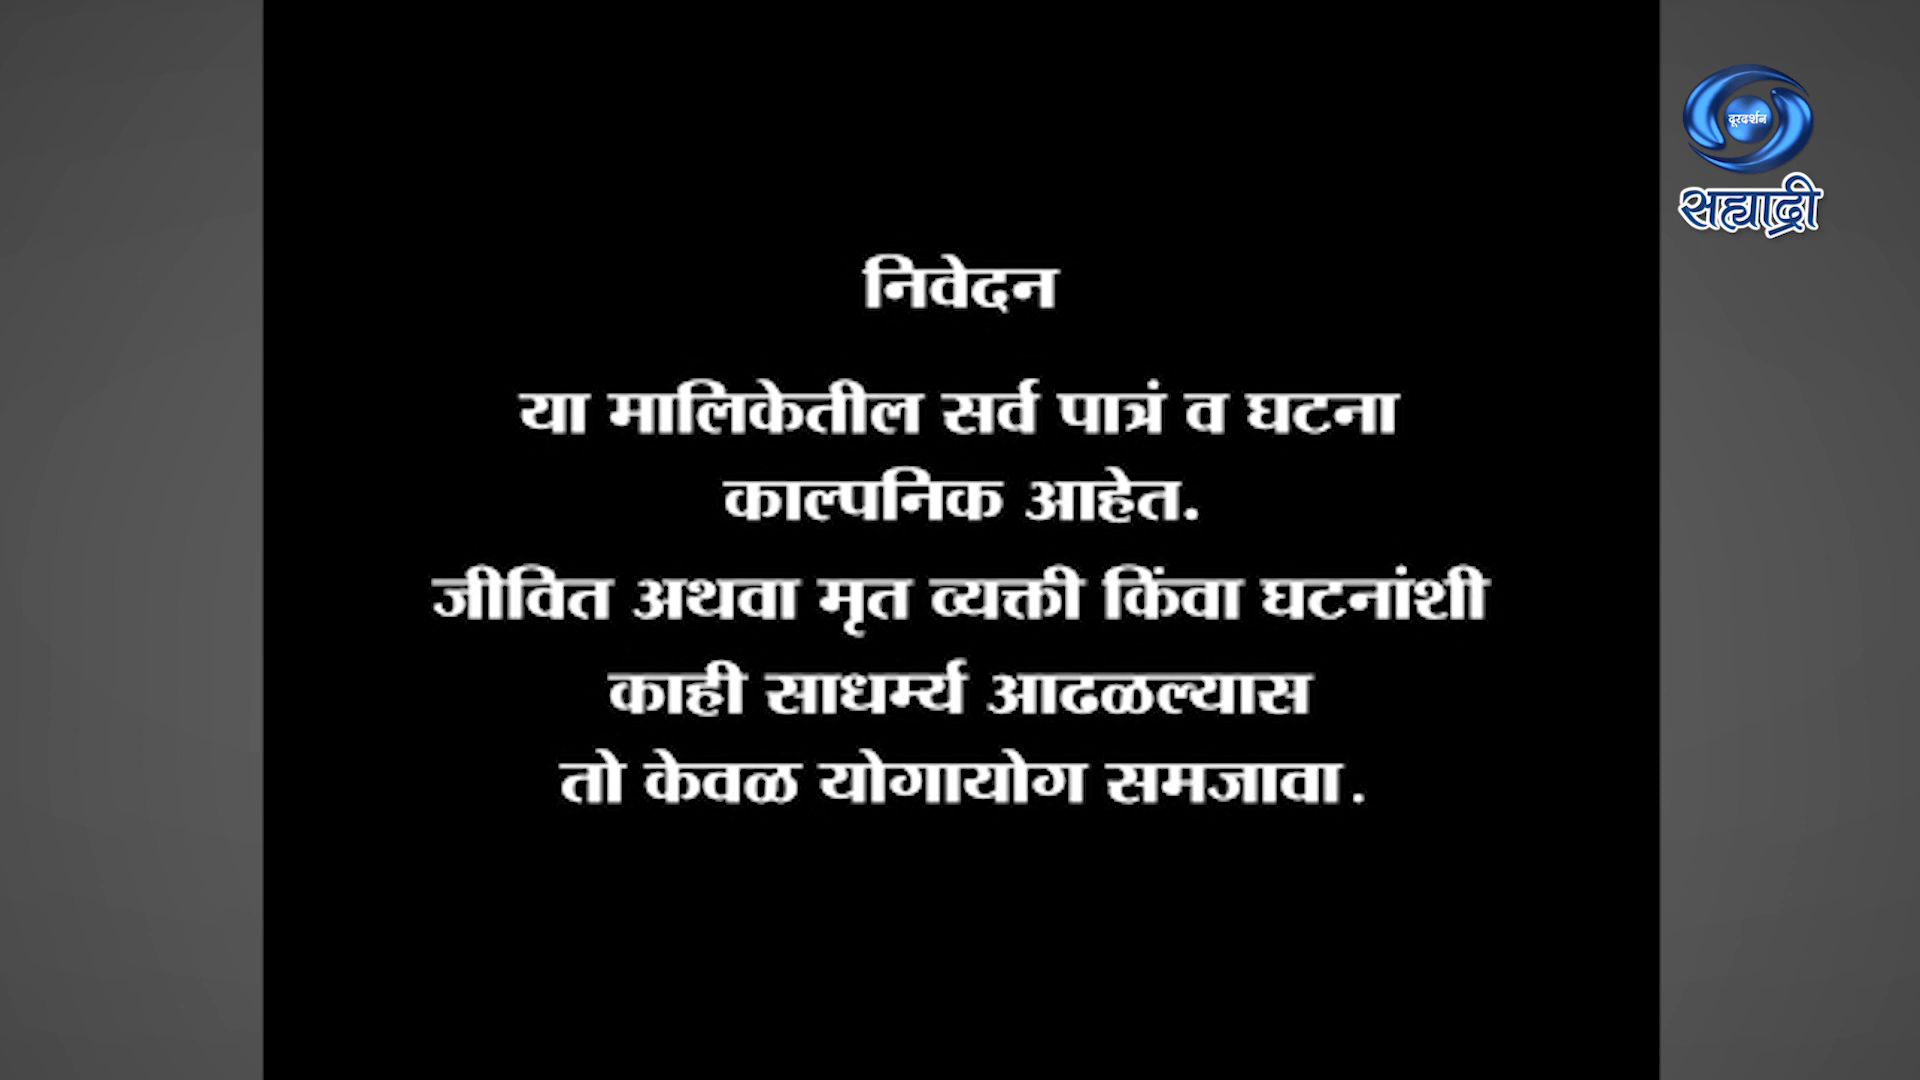 दूरदर्शन
सह्याद्री
निवेदन
या मालिकेतील सर्व पात्रं व घटना
काल्पनिक आहेत.
जीवित अथवा मृत व्यक्ती किंवा घटनांशी
काही साधर्म्य आढळल्यास
तो केवळ योगायोग समजावा.